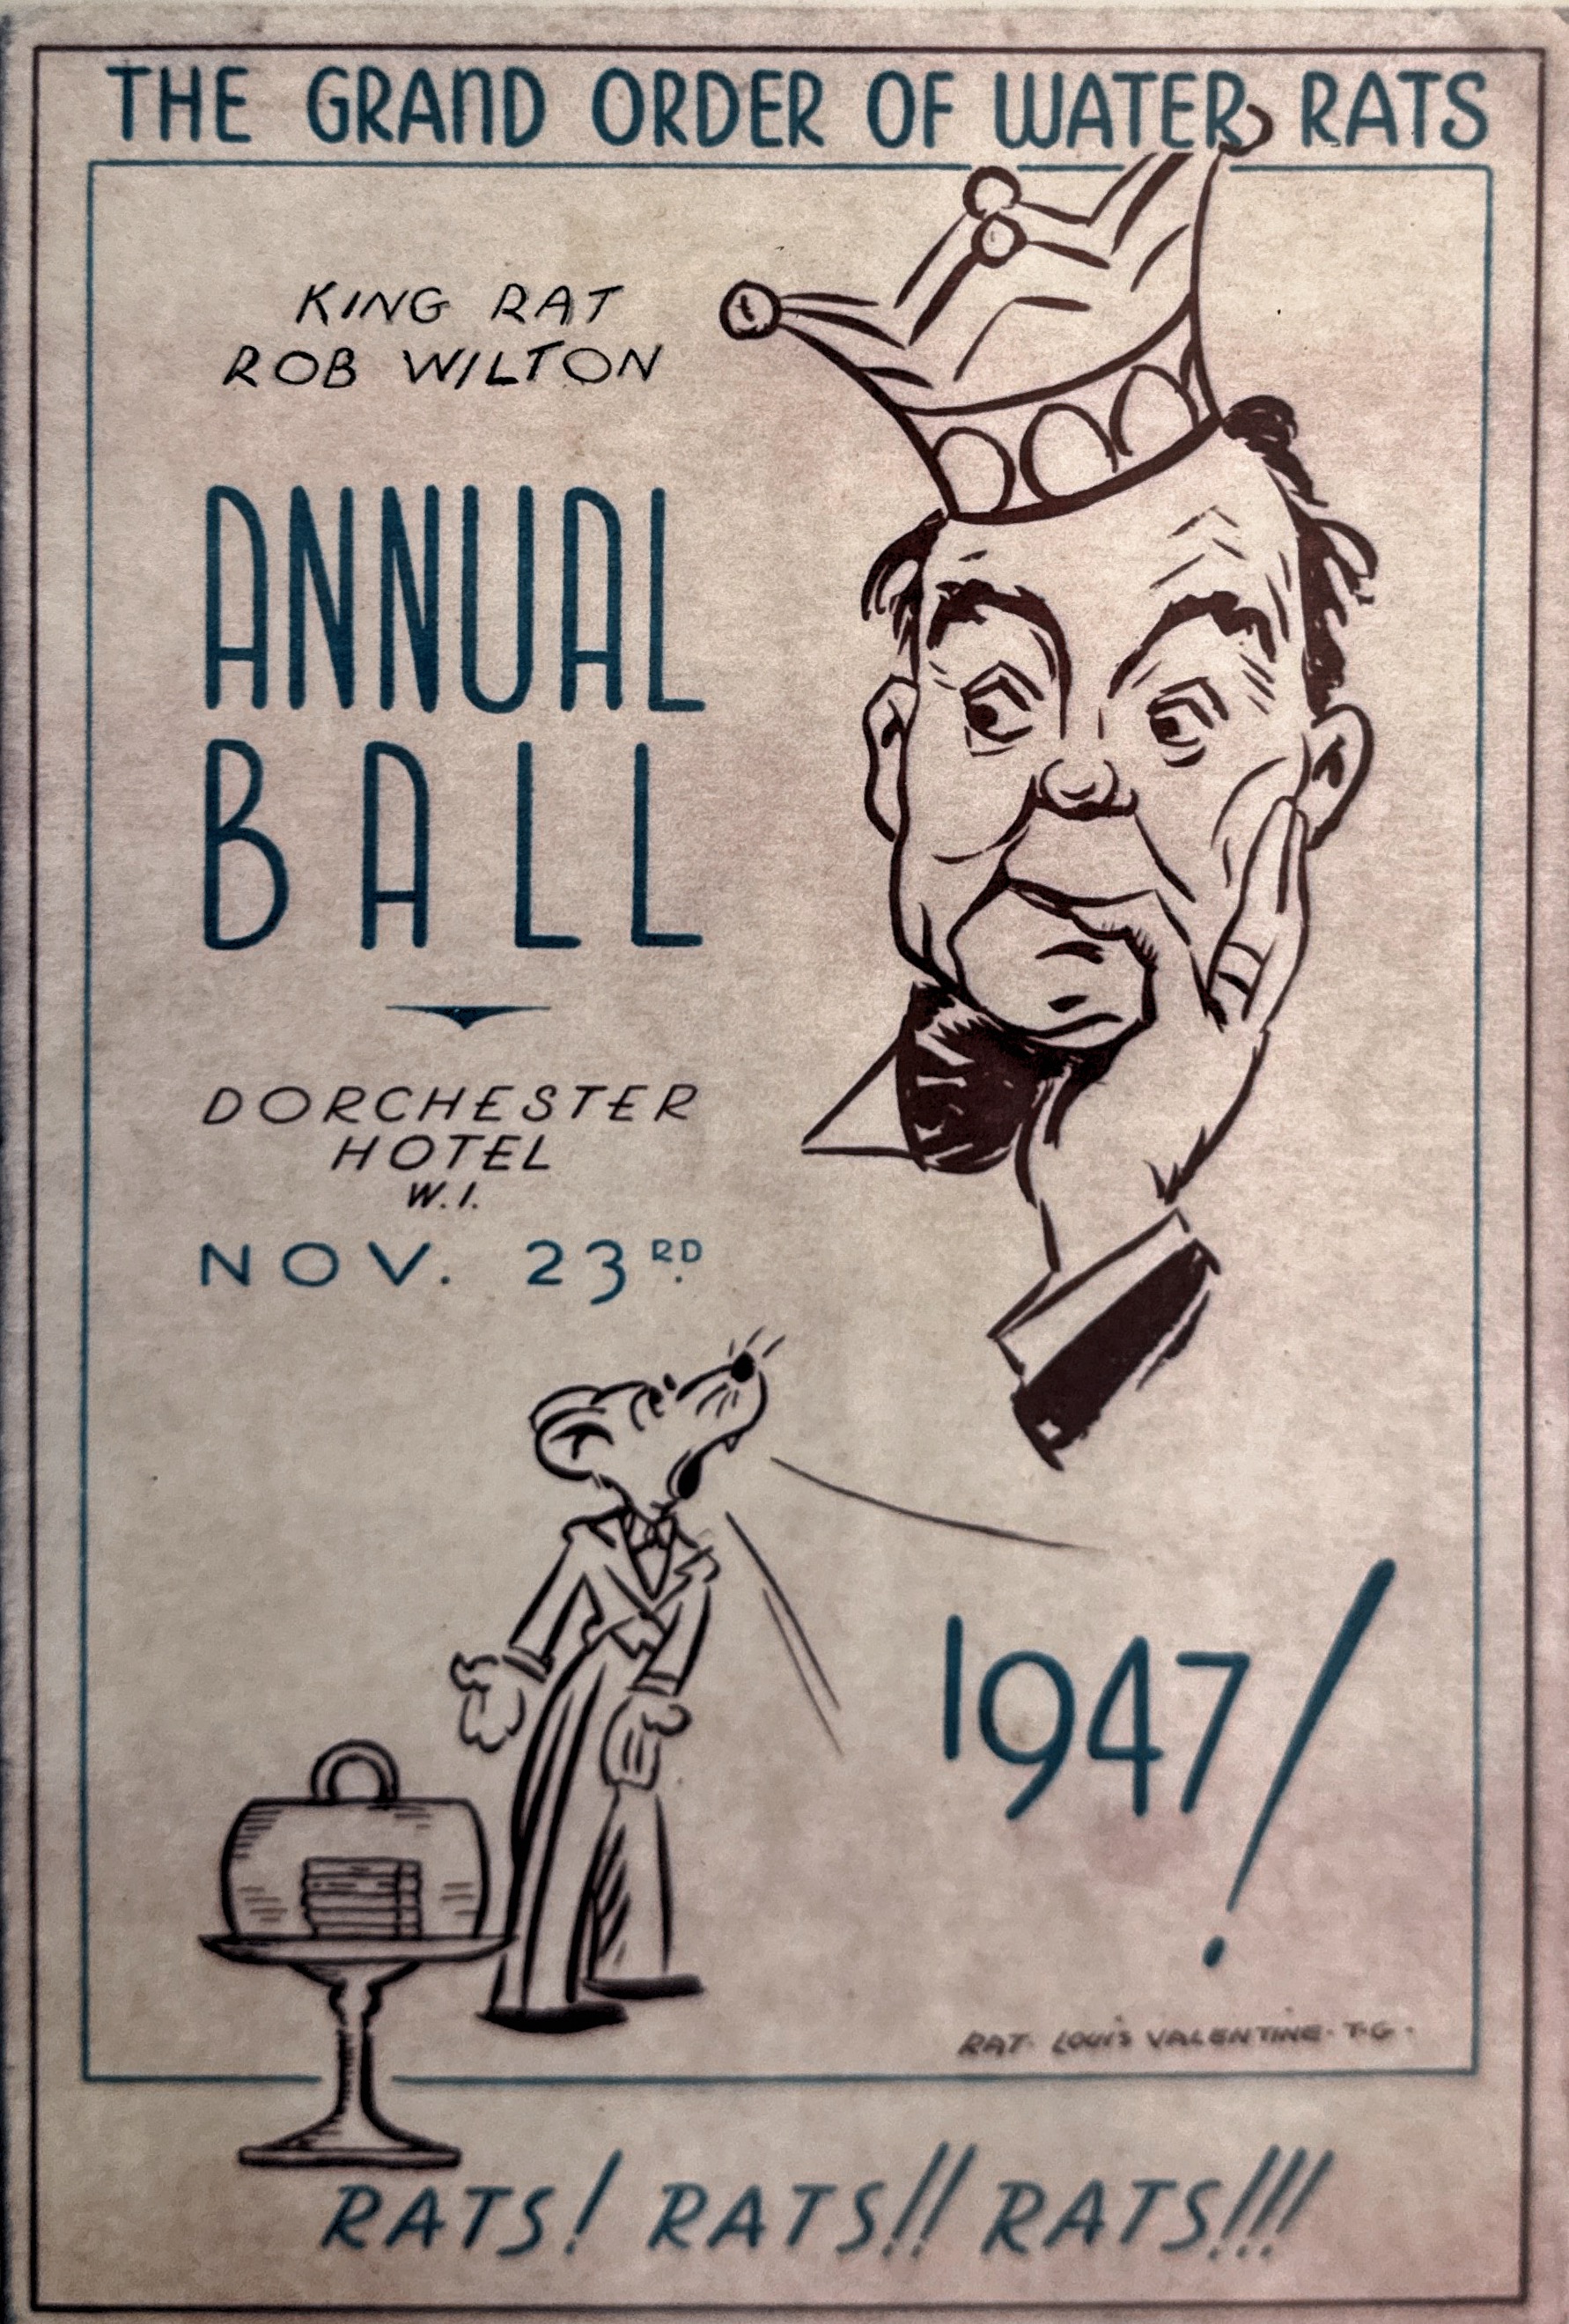 THE GRAND ORDER OF WATER RATS
KING RAT
ROB WILTON
ANNUAL
BALL
DORCHESTER
HOTEL
W.1.
NOV. 23RD.
1947!
RAT. LOUIS VALENTINE. T.G.
RATS! RATS!! RATS!!!